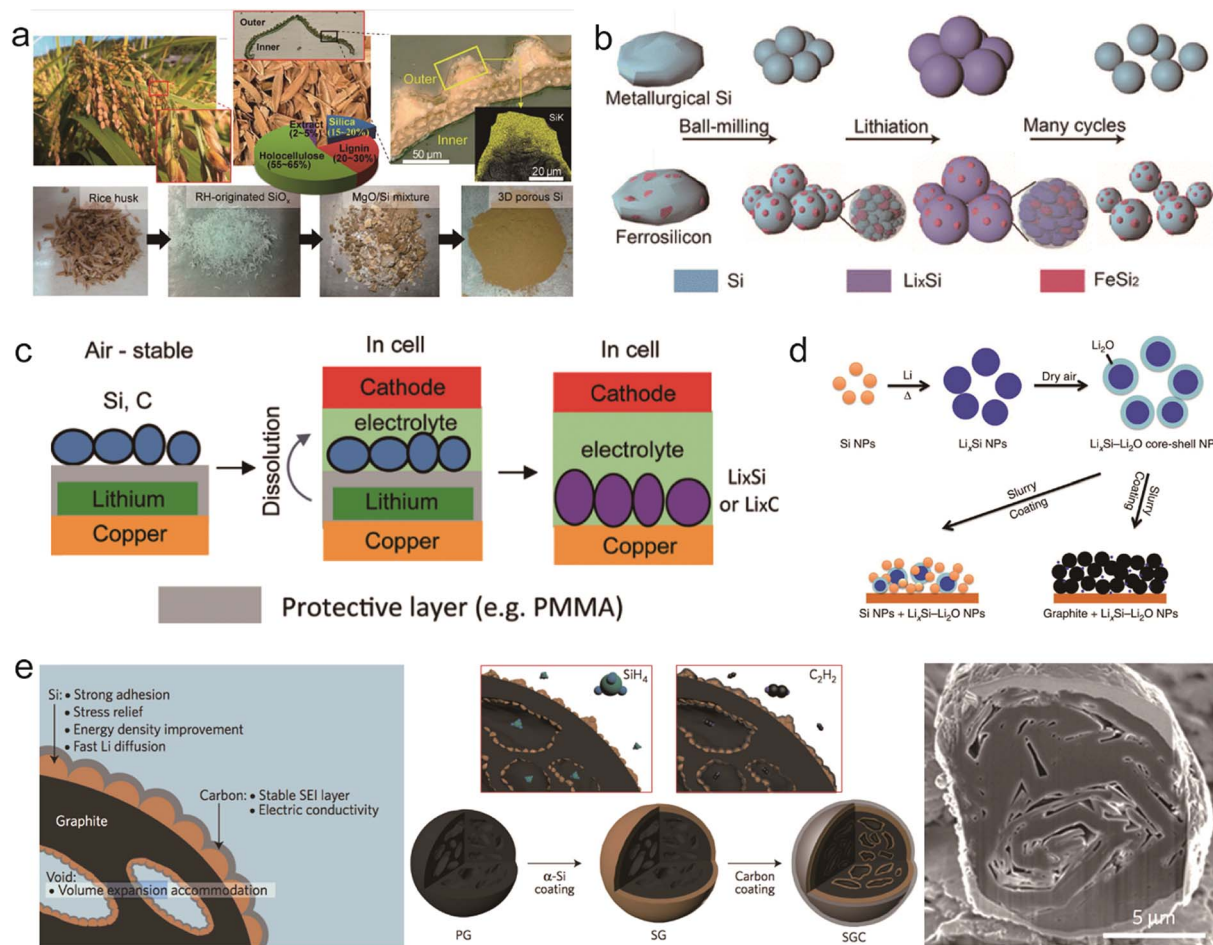 a
Outer
Inner
Extract
(2~5%)
Silica
(15~20%)
Holocellulose
(55~65%)
Lignin
(20~30%)
Outer
Inner
50 μm
SiK
20 μm
Rice husk
RH-originated SiOₓ
MgO/Si mixture
3D porous Si
b
Metallurgical Si
Ball-milling
Lithiation
Many cycles
Ferrosilicon
Si
LixSi
FeSi₂
c
Air - stable
Si, C
Lithium
Copper
Dissolution
In cell
Cathode
electrolyte
Lithium
Copper
In cell
Cathode
electrolyte
Copper
LixSi
or LixC
Protective layer (e.g. PMMA)
d
Si NPs
Li
Δ
LiₓSi NPs
Dry air
Li₂O
LiₓSi–Li₂O core-shell NPs
Slurry
Coating
Slurry
Coating
Si NPs + LiₓSi–Li₂O NPs
Graphite + LiₓSi–Li₂O NPs
e
Si: • Strong adhesion
• Stress relief
• Energy density improvement
• Fast Li diffusion
Carbon: • Stable SEI layer
• Electric conductivity
Graphite
Void:
• Volume expansion accommodation
SiH₄
C₂H₂
PG
α-Si
coating
SG
Carbon
coating
SGC
5 μm